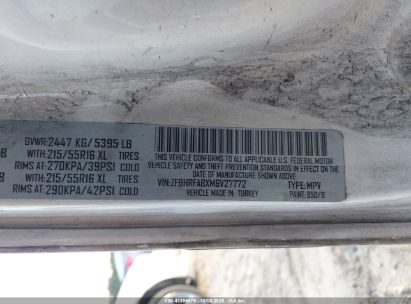 GVWR:2447 KG/ 5395 LB
B WITH:215/55R16 XL TIRES
RIMS AT:270KPA/39PSI COLD
B WITH:215/55R16 XL TIRES
RIMS AT:290KPA/42PSI COLD
THIS VEHICLE CONFORMS TO ALL APPLICABLE U.S. FEDERAL MOTOR
VEHICLE SAFETY AND THEFT PREVENTION STANDARDS IN EFFECT ON THE
DATE OF MANUFACTURE SHOWN ABOVE.
VIN:ZFBHRFABXM6V27772 TYPE:MPV
VEHICLE MADE IN: TURKEY PAINT: